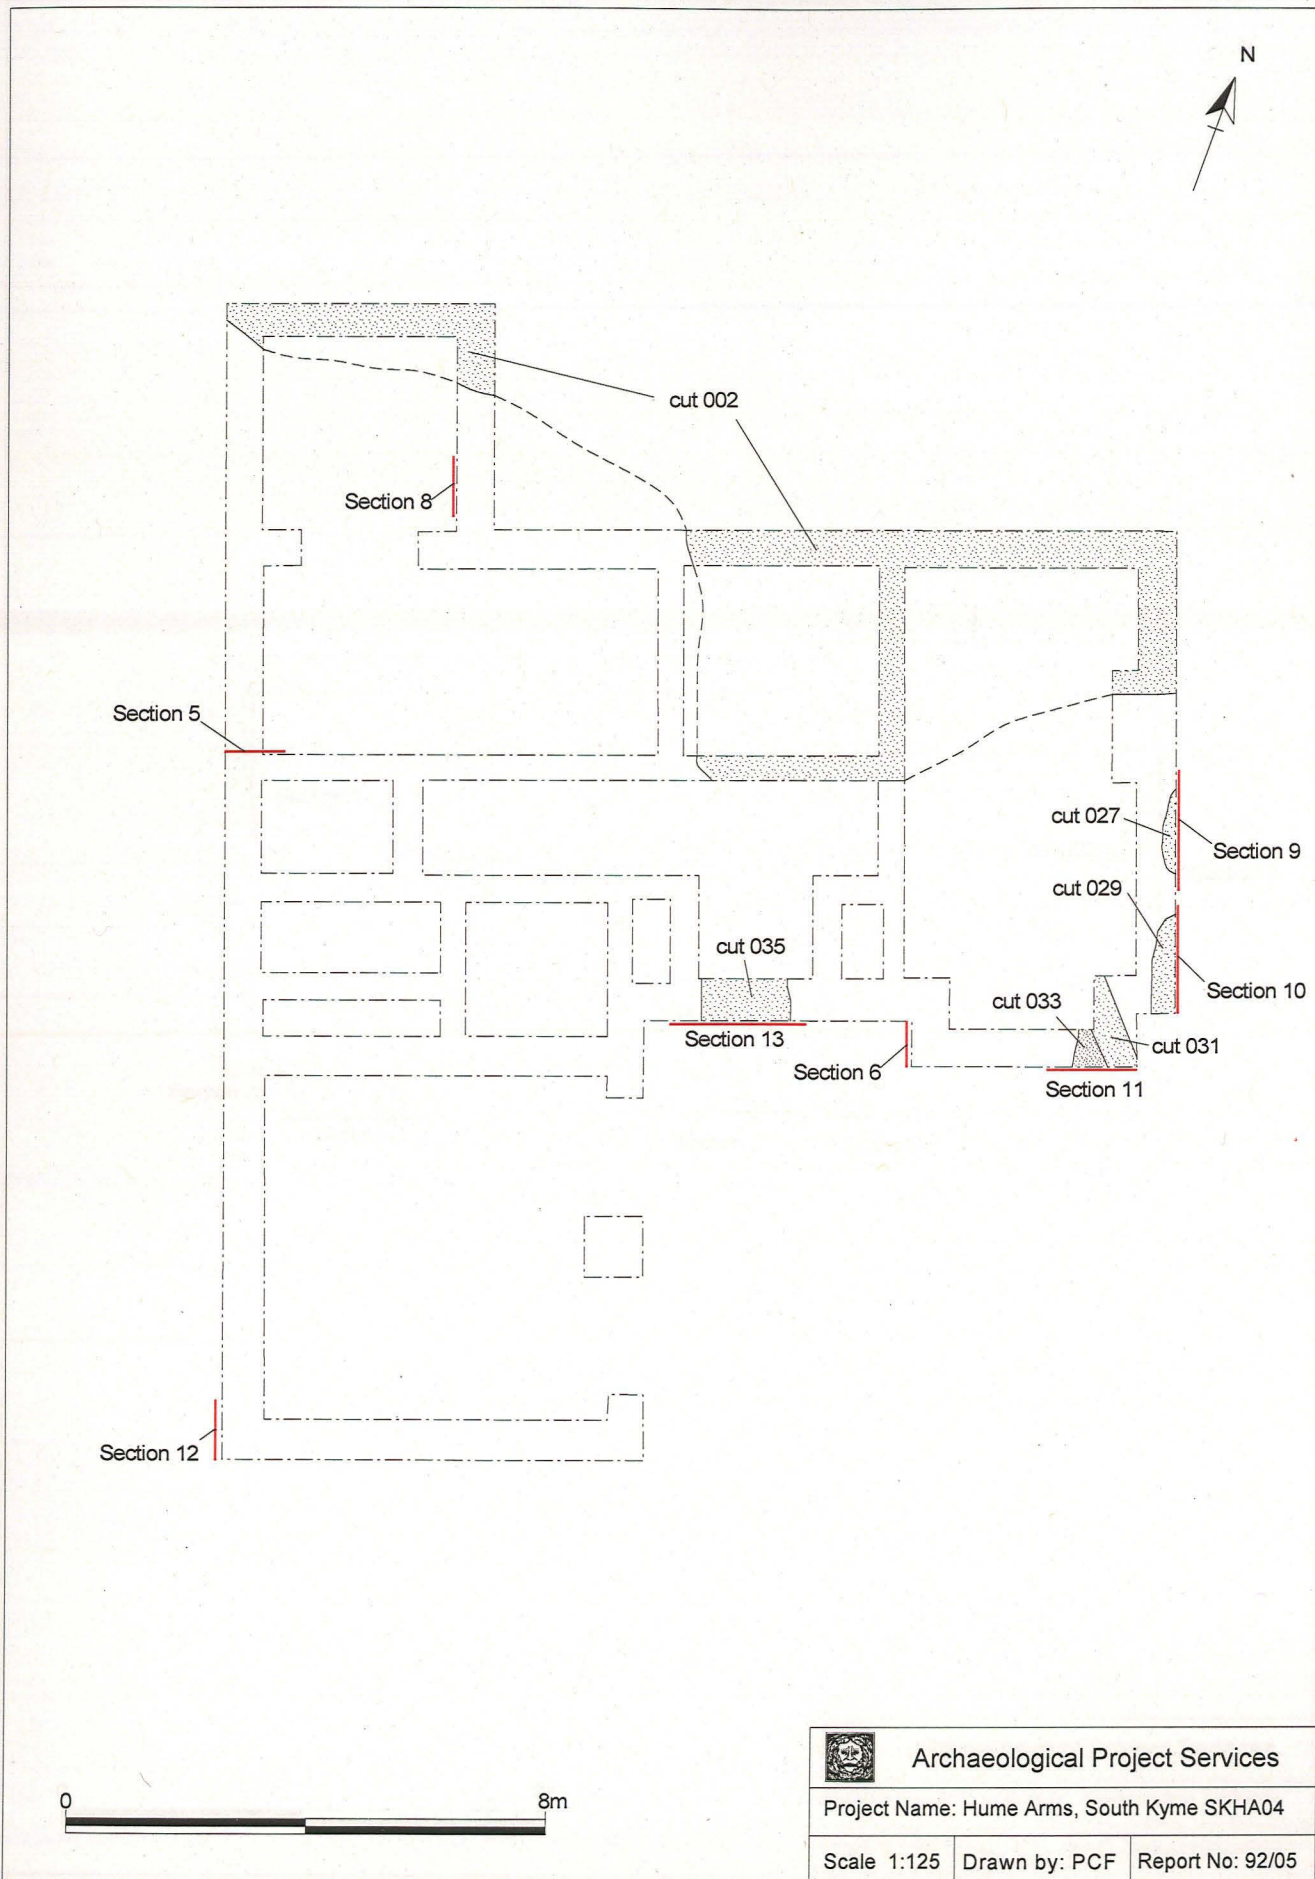 N
cut 002
Section 8
Section 5
cut 027
Section 9
cut 029
cut 035
Section 10
cut 033
Section 13
cut 031
Section 6
Section 11
Section 12
0 8m
Archaeological Project Services
Project Name: Hume Arms, South Kyme SKHA04
Scale 1:125 Drawn by: PCF Report No: 92/05